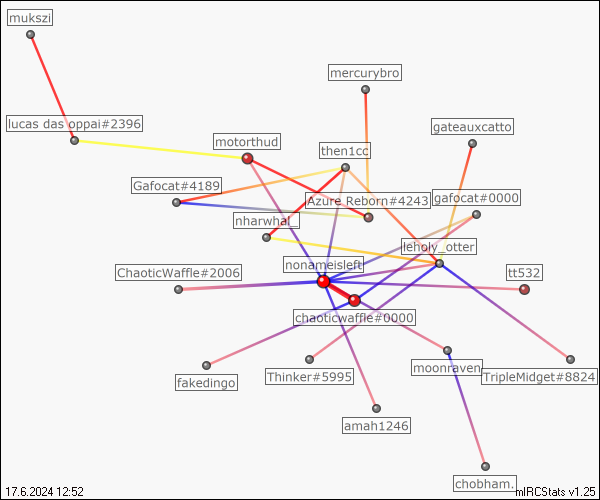 mukszi
mercurybro
lucas das oppai#2396
gateauxcatto
motorthud
then1cc
Gafocat#4189
Azure Reborn#4243
gafocat#0000
nharwhal_
leholy_otter
nonameisleft
ChaoticWaffle#2006
tt532
chaoticwaffle#0000
moonraven_
fakedingo
Thinker#5995
TripleMidget#8824
amah1246
chobham.
17.6.2024 12:52
mIRCStats v1.25